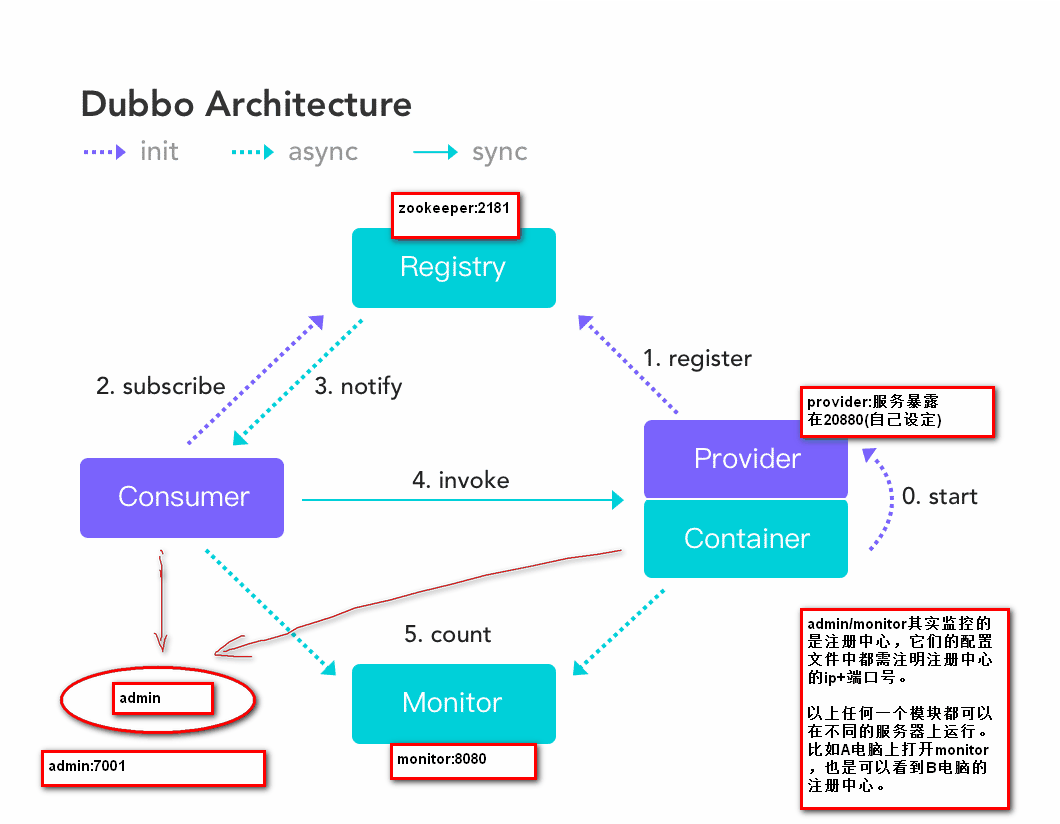 Dubbo Architecture
init
async
sync
zookeeper:2181
Registry
1. register
2. subscribe
3. notify
provider:服务暴露
在20880(自己设定)
Provider
Consumer
4. invoke
0. start
Container
admin/monitor其实监控的
是注册中心，它们的配置
文件中都需注明注册中心
的ip+端口号。
以上任何一个模块都可以
在不同的服务器上运行。
比如A电脑上打开monitor
，也是可以看到B电脑的
注册中心。
5. count
admin
Monitor
monitor:8080
admin:7001